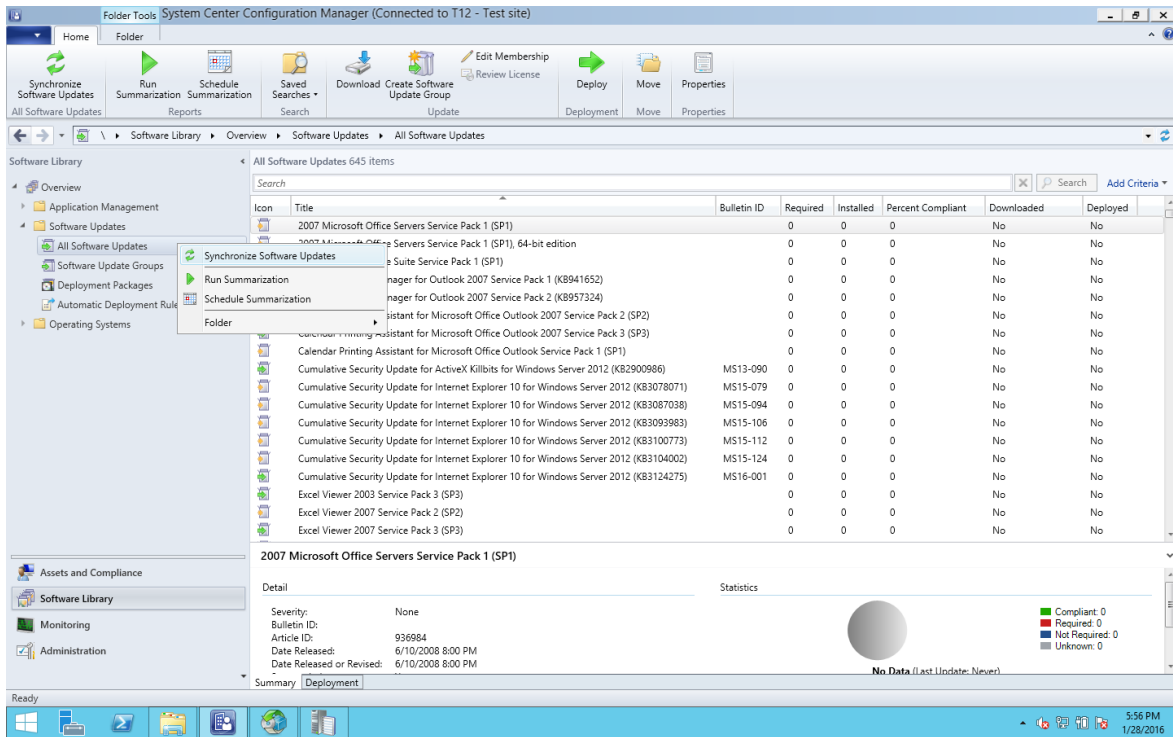 Folder Tools System Center Configuration Manager (Connected to T12 - Test site)
Home Folder
Synchronize Software Updates
Run Summarization
Schedule Summarization
Saved Searches
Download
Create Software Update Group
Edit Membership
Review License
Deploy
Move
Properties
All Software Updates Reports Search Update Deployment Move Properties
\ Software Library Overview Software Updates All Software Updates
Software Library
Overview
Application Management
Software Updates
All Software Updates
Software Update Groups
Deployment Packages
Automatic Deployment Rule
Operating Systems
Synchronize Software Updates
Run Summarization
Schedule Summarization
Folder
Assets and Compliance
Software Library
Monitoring
Administration
All Software Updates 645 items
Search Search Add Criteria
Icon Title Bulletin ID Required Installed Percent Compliant Downloaded Deployed
2007 Microsoft Office Servers Service Pack 1 (SP1) 0 0 0 No No
2007 Microsoft Office Servers Service Pack 1 (SP1), 64-bit edition 0 0 0 No No
e Suite Service Pack 1 (SP1) 0 0 0 No No
nager for Outlook 2007 Service Pack 1 (KB941652) 0 0 0 No No
nager for Outlook 2007 Service Pack 2 (KB957324) 0 0 0 No No
sistant for Microsoft Office Outlook 2007 Service Pack 2 (SP2) 0 0 0 No No
Calendar Printing Assistant for Microsoft Office Outlook 2007 Service Pack 3 (SP3) 0 0 0 No No
Calendar Printing Assistant for Microsoft Office Outlook Service Pack 1 (SP1) 0 0 0 No No
Cumulative Security Update for ActiveX Killbits for Windows Server 2012 (KB2900986) MS13-090 0 0 0 No No
Cumulative Security Update for Internet Explorer 10 for Windows Server 2012 (KB3078071) MS15-079 0 0 0 No No
Cumulative Security Update for Internet Explorer 10 for Windows Server 2012 (KB3087038) MS15-094 0 0 0 No No
Cumulative Security Update for Internet Explorer 10 for Windows Server 2012 (KB3093983) MS15-106 0 0 0 No No
Cumulative Security Update for Internet Explorer 10 for Windows Server 2012 (KB3100773) MS15-112 0 0 0 No No
Cumulative Security Update for Internet Explorer 10 for Windows Server 2012 (KB3104002) MS15-124 0 0 0 No No
Cumulative Security Update for Internet Explorer 10 for Windows Server 2012 (KB3124275) MS16-001 0 0 0 No No
Excel Viewer 2003 Service Pack 3 (SP3) 0 0 0 No No
Excel Viewer 2007 Service Pack 2 (SP2) 0 0 0 No No
Excel Viewer 2007 Service Pack 3 (SP3) 0 0 0 No No
2007 Microsoft Office Servers Service Pack 1 (SP1)
Detail
Severity: None
Bulletin ID:
Article ID: 936984
Date Released: 6/10/2008 8:00 PM
Date Released or Revised: 6/10/2008 8:00 PM
Statistics
Compliant: 0
Required: 0
Not Required: 0
Unknown: 0
No Data (Last Update: Never)
Summary Deployment
Ready
5:56 PM
1/28/2016